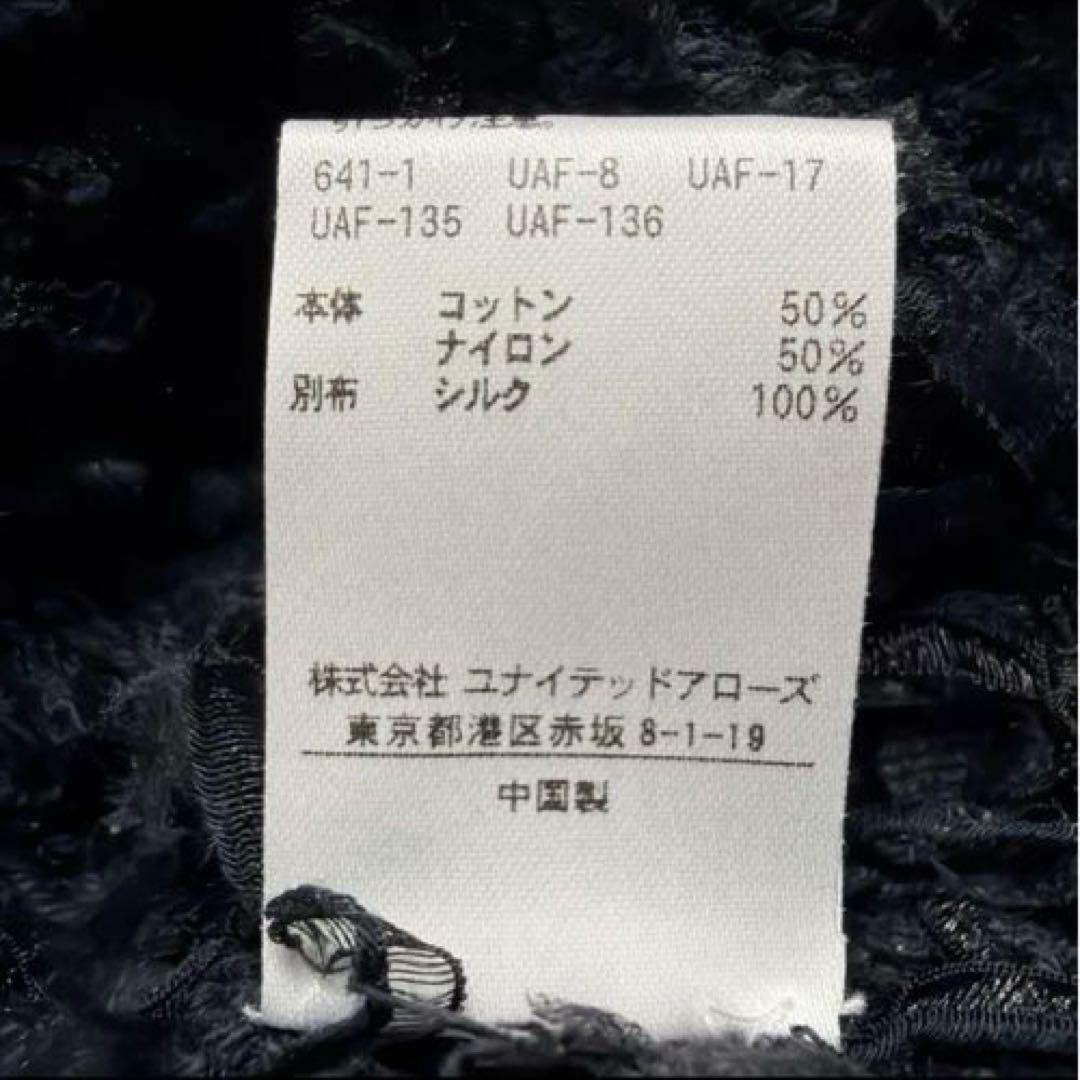 641-1 UAF-8 UAF-17
UAF-135 UAF-136
本体 コットン 50%
ナイロン 50%
別布 シルク 100%
株式会社 ユナイテッドアローズ
東京都港区赤坂 8-1-19
中国製